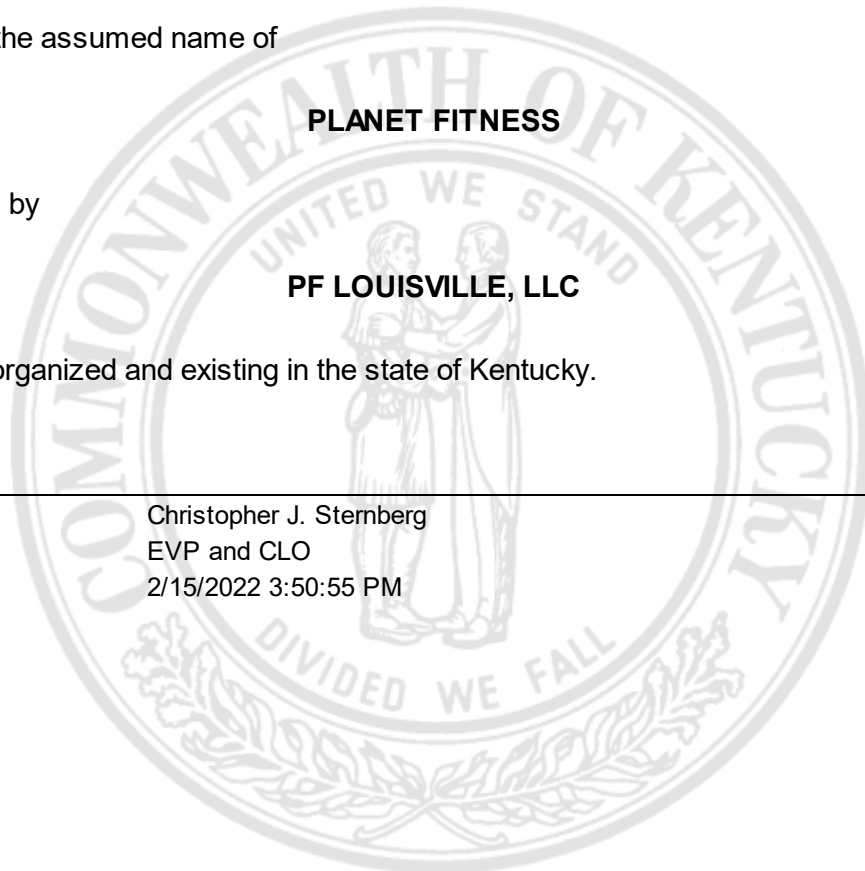 the assumed name of
PLANET FITNESS
by
PF LOUISVILLE, LLC
organized and existing in the state of Kentucky.
Christopher J. Sternberg
EVP and CLO
2/15/2022 3:50:55 PM
COMMONWEALTH OF KENTUCKY
UNITED WE STAND
DIVIDED WE FALL